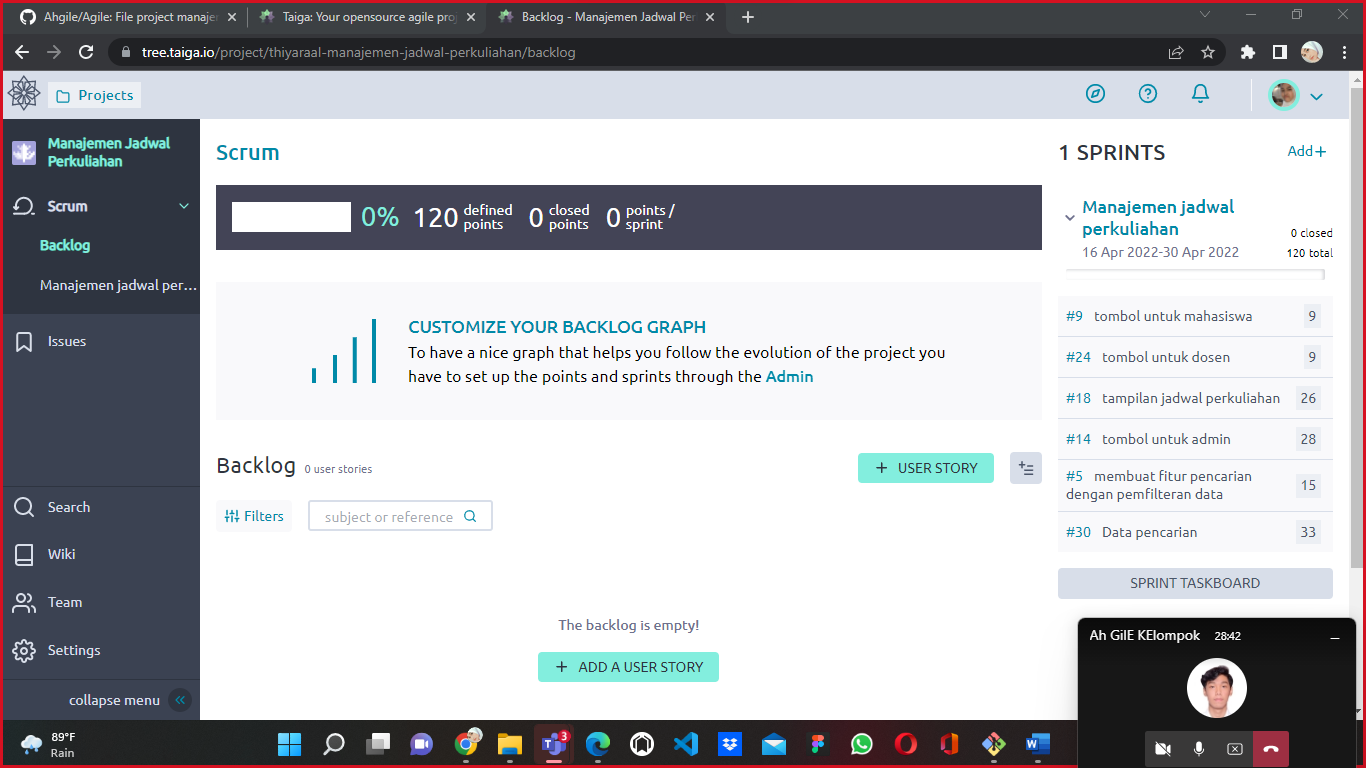 Ahgile/Agile: File project manajer
Taiga: Your opensource agile proj
Backlog - Manajemen Jadwal Per
tree.taiga.io/project/thiyaraal-manajemen-jadwal-perkuliahan/backlog
Projects
Manajemen Jadwal
Perkuliahan
Scrum
Backlog
Manajemen jadwal per...
Issues
Search
Wiki
Team
Settings
collapse menu
Scrum
0%
120 defined
points
0 closed
points
0 points /
sprint
CUSTOMIZE YOUR BACKLOG GRAPH
To have a nice graph that helps you follow the evolution of the project you
have to set up the points and sprints through the Admin
Backlog 0 user stories
+ USER STORY
Filters
subject or reference
The backlog is empty!
+ ADD A USER STORY
1 SPRINTS
Add+
Manajemen jadwal
perkuliahan
16 Apr 2022-30 Apr 2022
0 closed
120 total
#9 tombol untuk mahasiswa 9
#24 tombol untuk dosen 9
#18 tampilan jadwal perkuliahan 26
#14 tombol untuk admin 28
#5 membuat fitur pencarian
dengan pemfilteran data 15
#30 Data pencarian 33
SPRINT TASKBOARD
Ah GilE KElompok 28:42
89°F
Rain
3